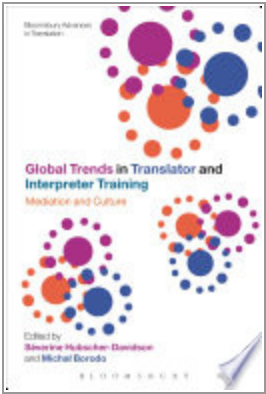 Bloomsbury Advances
in Translation
Global Trends in Translator and
Interpreter Training
Mediation and Culture
Edited by
Séverine Hubscher-Davidson
and Michał Borodo
BLOOMSBURY